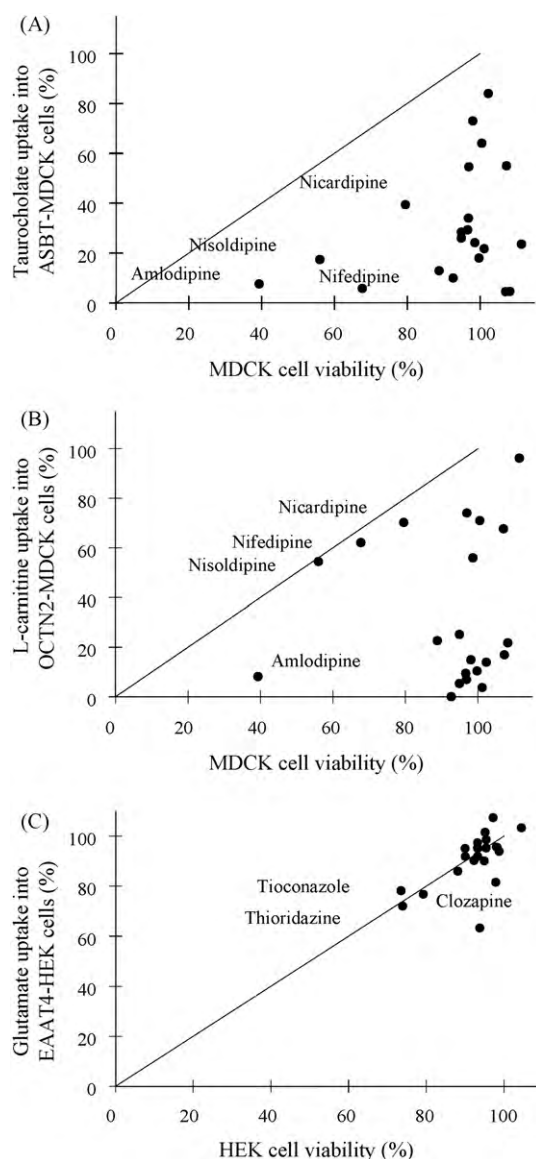 (A)
Taurocholate uptake into
ASBT-MDCK cells (%)
100
80
60
40
20
0
Nicardipine
Nisoldipine
Amlodipine
Nifedipine
0 20 40 60 80 100
MDCK cell viability (%)
(B)
L-carnitine uptake into
OCTN2-MDCK cells (%)
100
80
60
40
20
0
Nicardipine
Nifedipine
Nisoldipine
Amlodipine
0 20 40 60 80 100
MDCK cell viability (%)
(C)
Glutamate uptake into
EAAT4-HEK cells (%)
100
80
60
40
20
0
Tioconazole
Clozapine
Thioridazine
0 20 40 60 80 100
HEK cell viability (%)